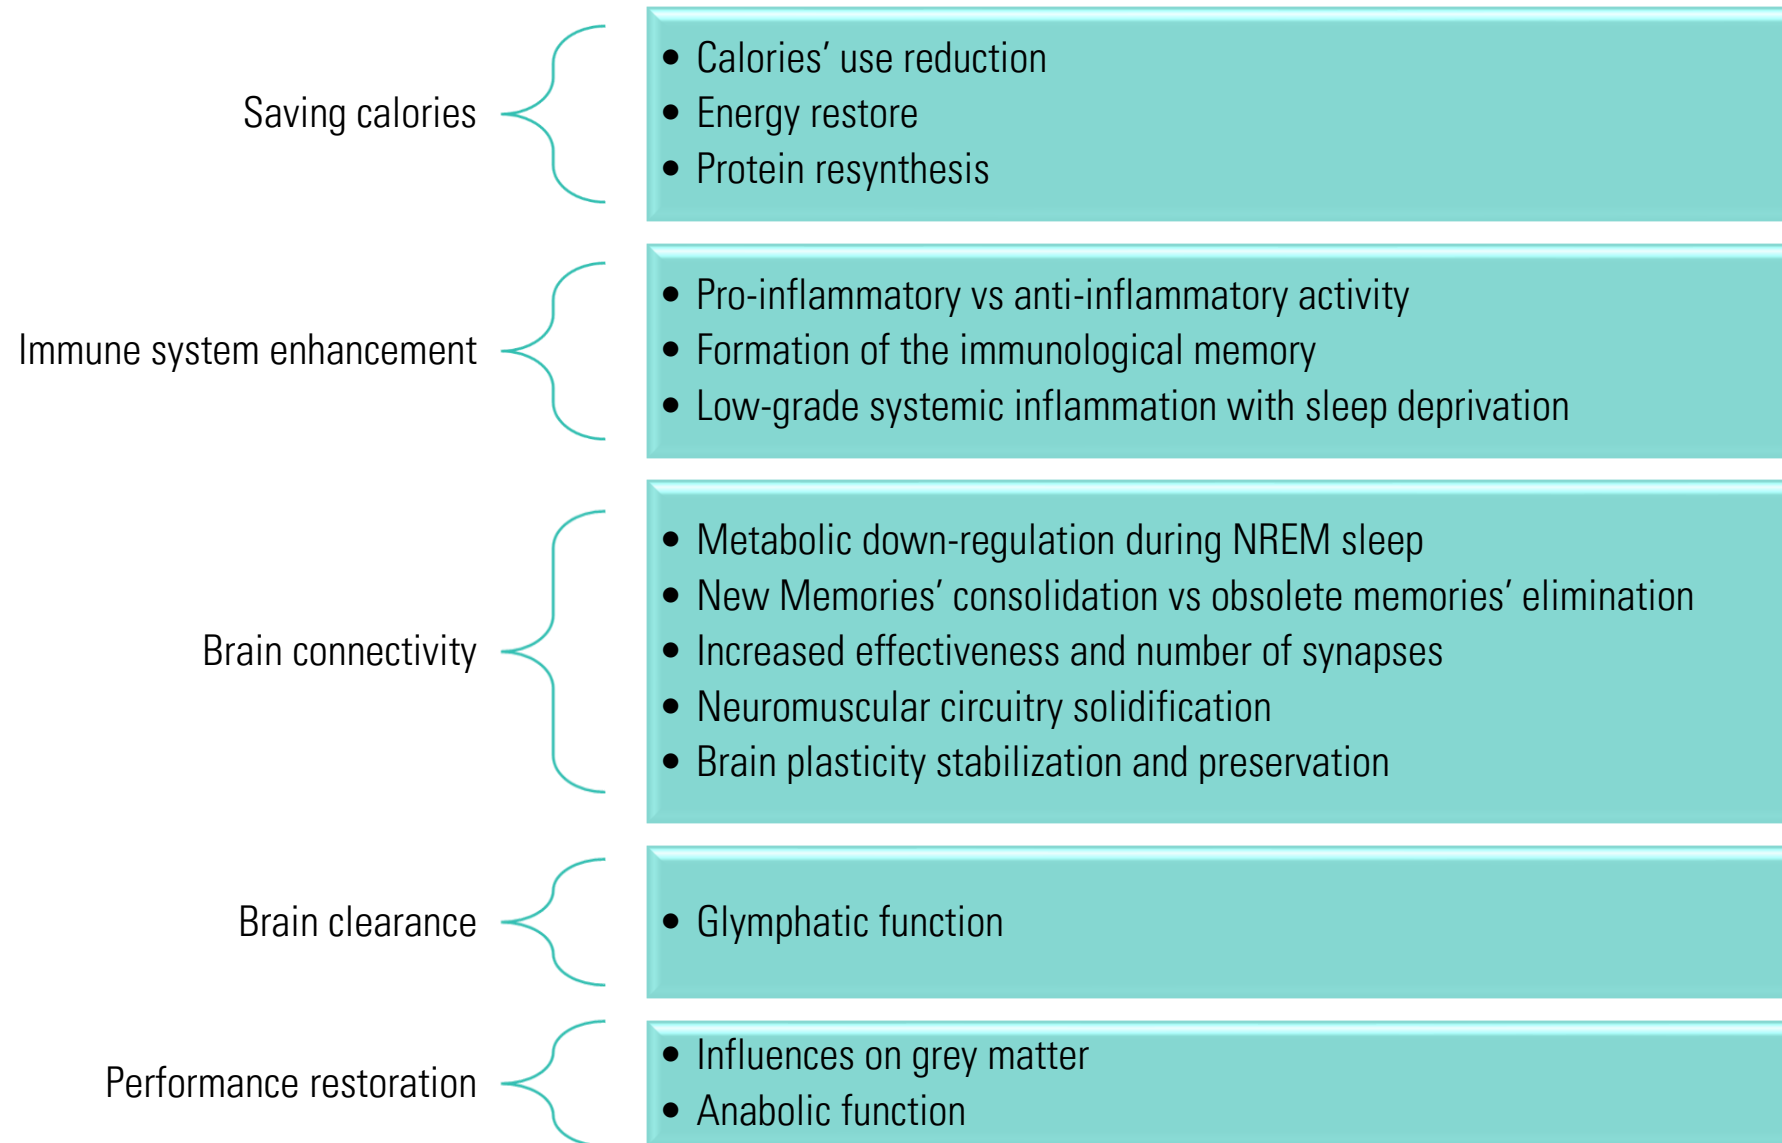 Saving calories
• Calories’ use reduction
• Energy restore
• Protein resynthesis
Immune system enhancement
• Pro-inflammatory vs anti-inflammatory activity
• Formation of the immunological memory
• Low-grade systemic inflammation with sleep deprivation
Brain connectivity
• Metabolic down-regulation during NREM sleep
• New Memories’ consolidation vs obsolete memories’ elimination
• Increased effectiveness and number of synapses
• Neuromuscular circuitry solidification
• Brain plasticity stabilization and preservation
Brain clearance
• Glymphatic function
Performance restoration
• Influences on grey matter
• Anabolic function